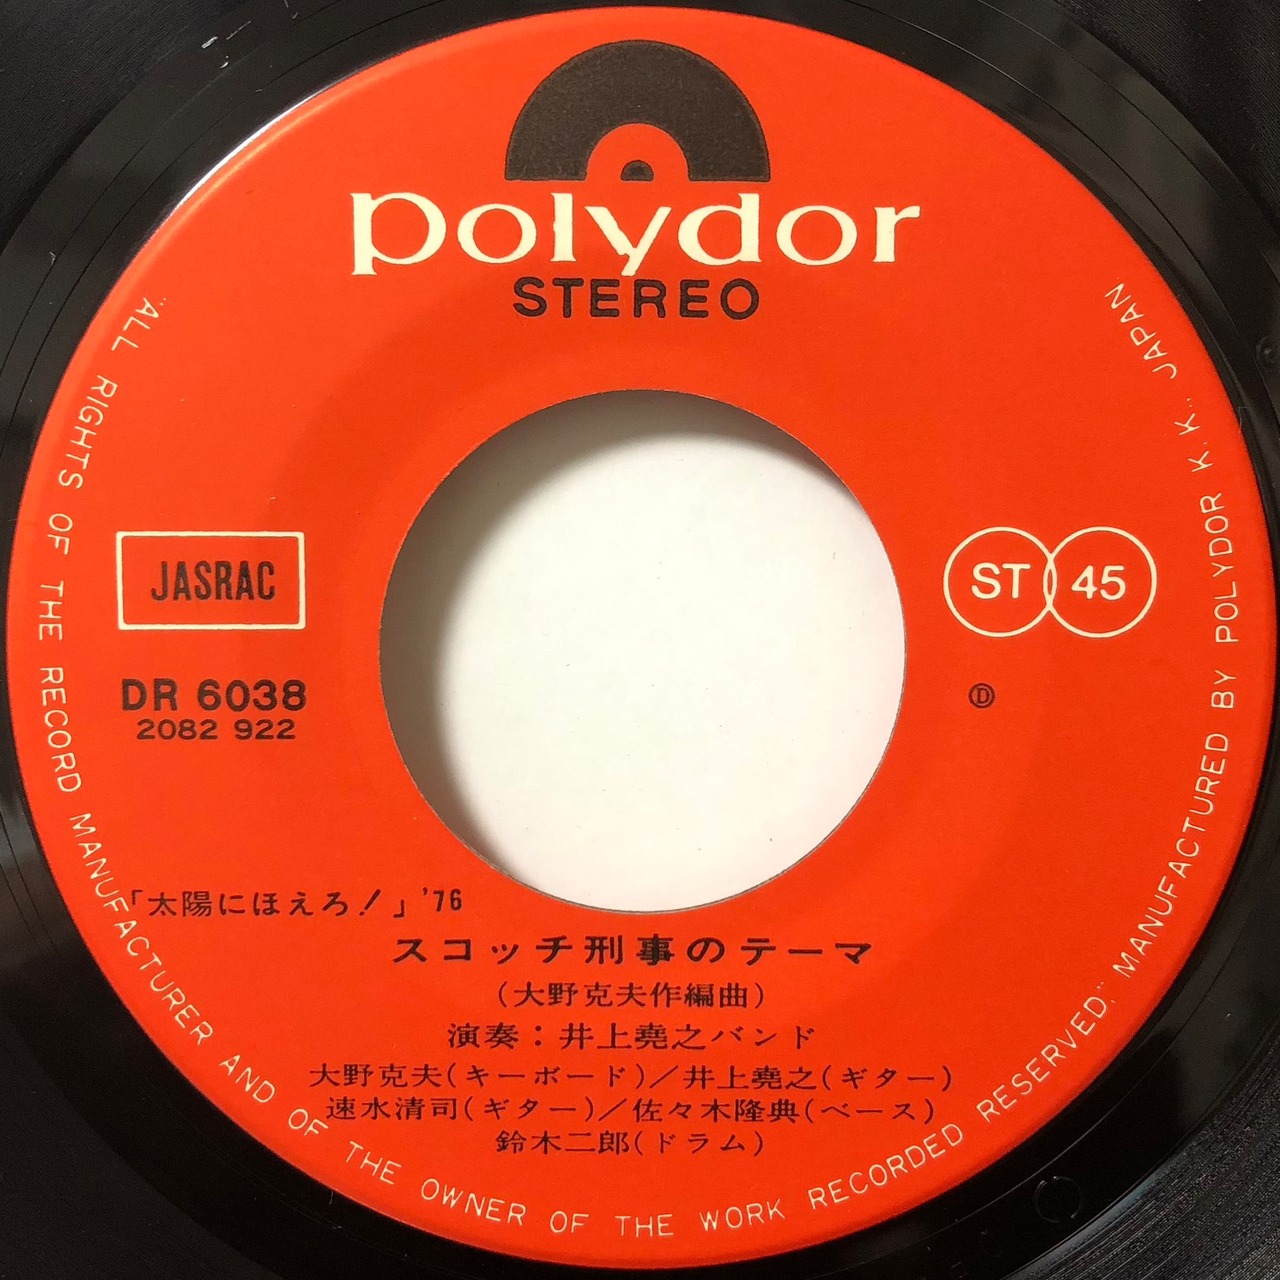 polydor
STEREO
JASRAC
ST 45
DR 6038
2082 922
Ⓓ
「太陽にほえろ!」'76
スコッチ刑事のテーマ
(大野克夫作編曲)
演奏:井上堯之バンド
大野克夫(キーボード)/井上堯之(ギター)
速水清司(ギター)/佐々木隆典(ベース)
鈴木二郎(ドラム)
"ALL RIGHTS OF THE RECORD MANUFACTURER AND OF THE OWNER OF THE WORK RECORDED RESERVED." MANUFACTURED BY POLYDOR K. K., JAPAN